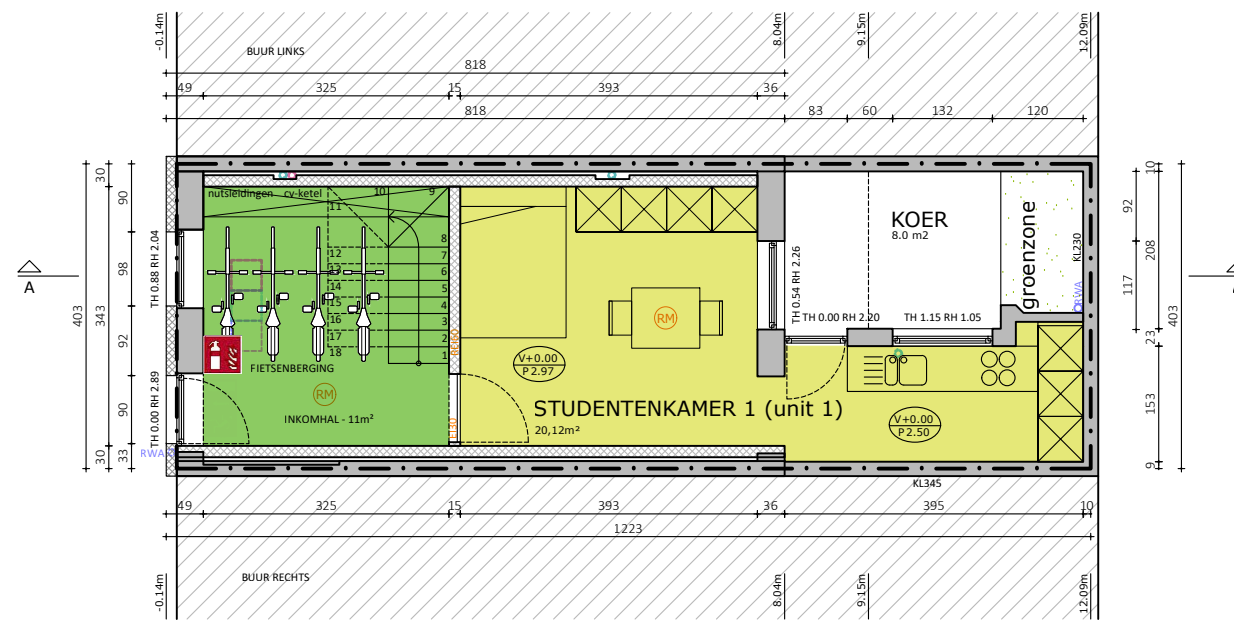 -0.14m
8.04m
9.15m
12.09m
BUUR LINKS
818
49 325 15 393 36
818 83 60 132 120
30 90
403 343 98 92 90
30 33
TH 0.88 RH 2.04
TH 0.00 RH 2.89
RWA
A
nutsleidingen cv-ketel
10 9
11
8
12 7
13 6
14 5
15 4
16 3
17 2
18 1
FIETSENBERGING
RM
INKOMHAL - 11m²
EI30
RM
V+0.00
P 2.97
STUDENTENKAMER 1 (unit 1)
20,12m²
TH 0.54 RH 2.26
KOER
8.0 m2
groenzone
KL230
RWA
TH 0.00 RH 2.20
TH 1.15 RH 1.05
V+0.00
P 2.50
10
92 208
117 403
23
153
9
KL345
49 325 15 393 36 395 10
1223
BUUR RECHTS
-0.14m
8.04m
9.15m
12.09m